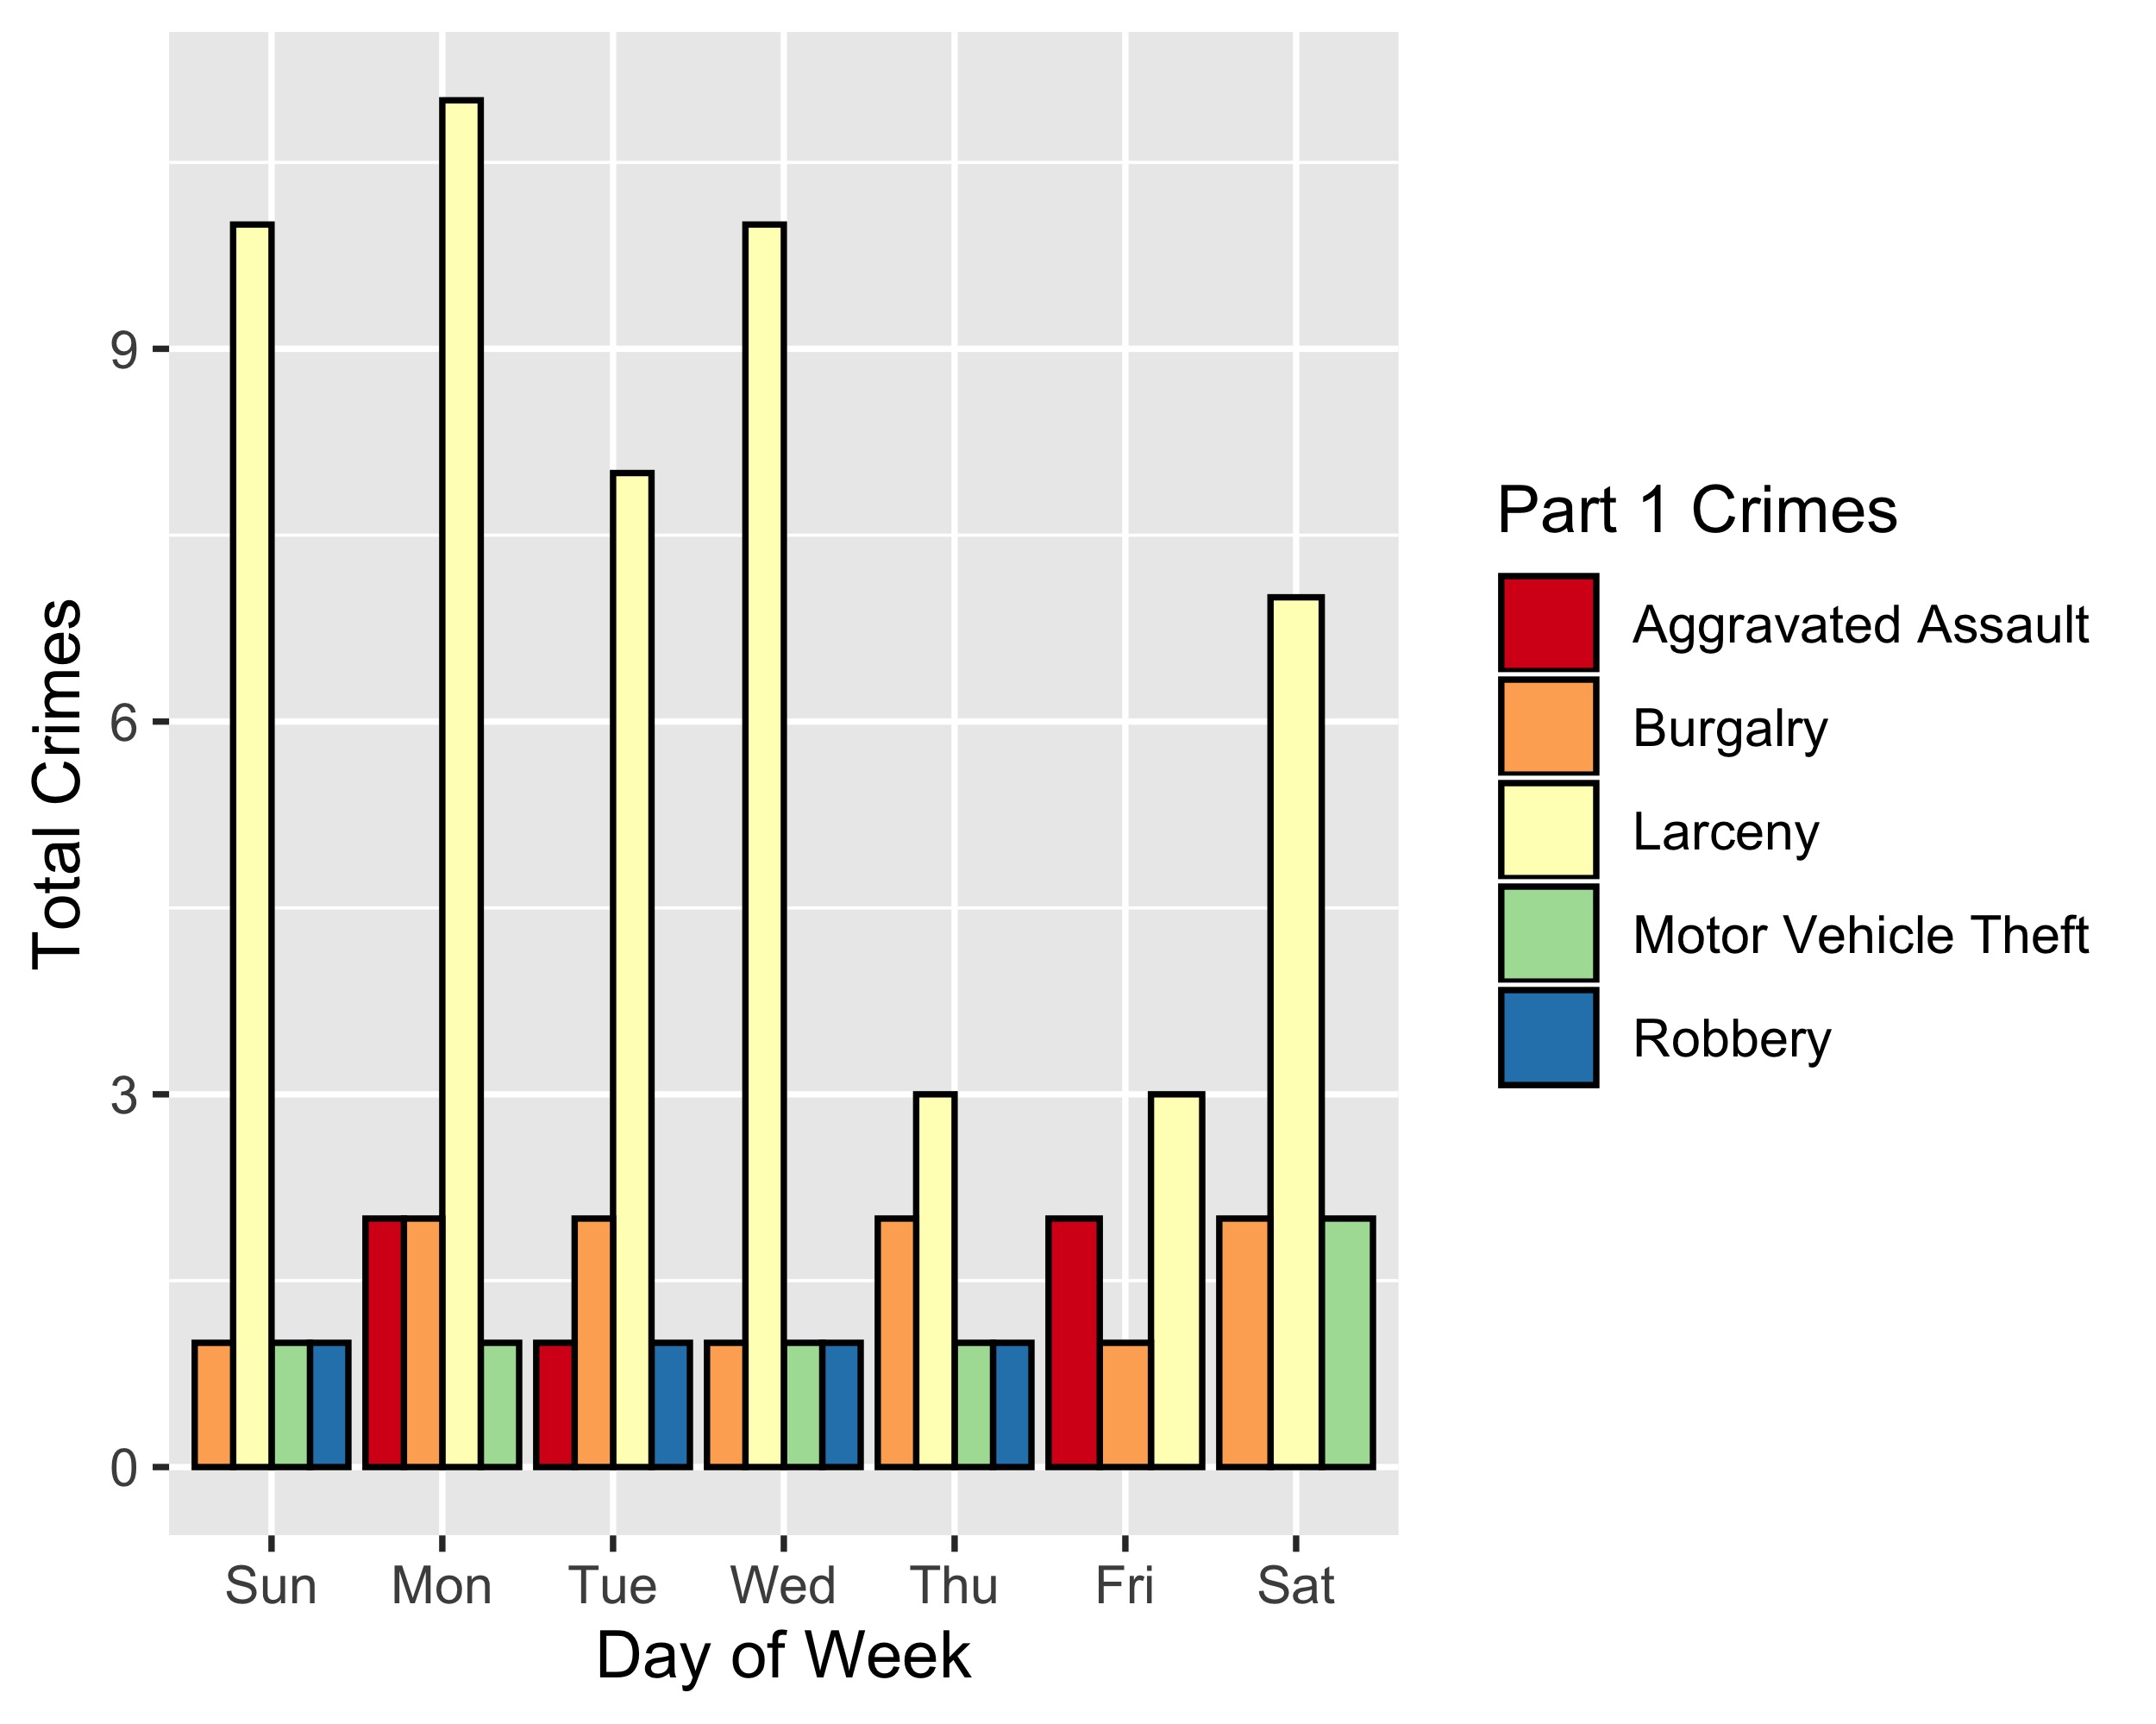 Total Crimes
9
6
3
0
Sun Mon Tue Wed Thu Fri Sat
Day of Week
Part 1 Crimes
Aggravated Assault
Burgalry
Larceny
Motor Vehicle Theft
Robbery